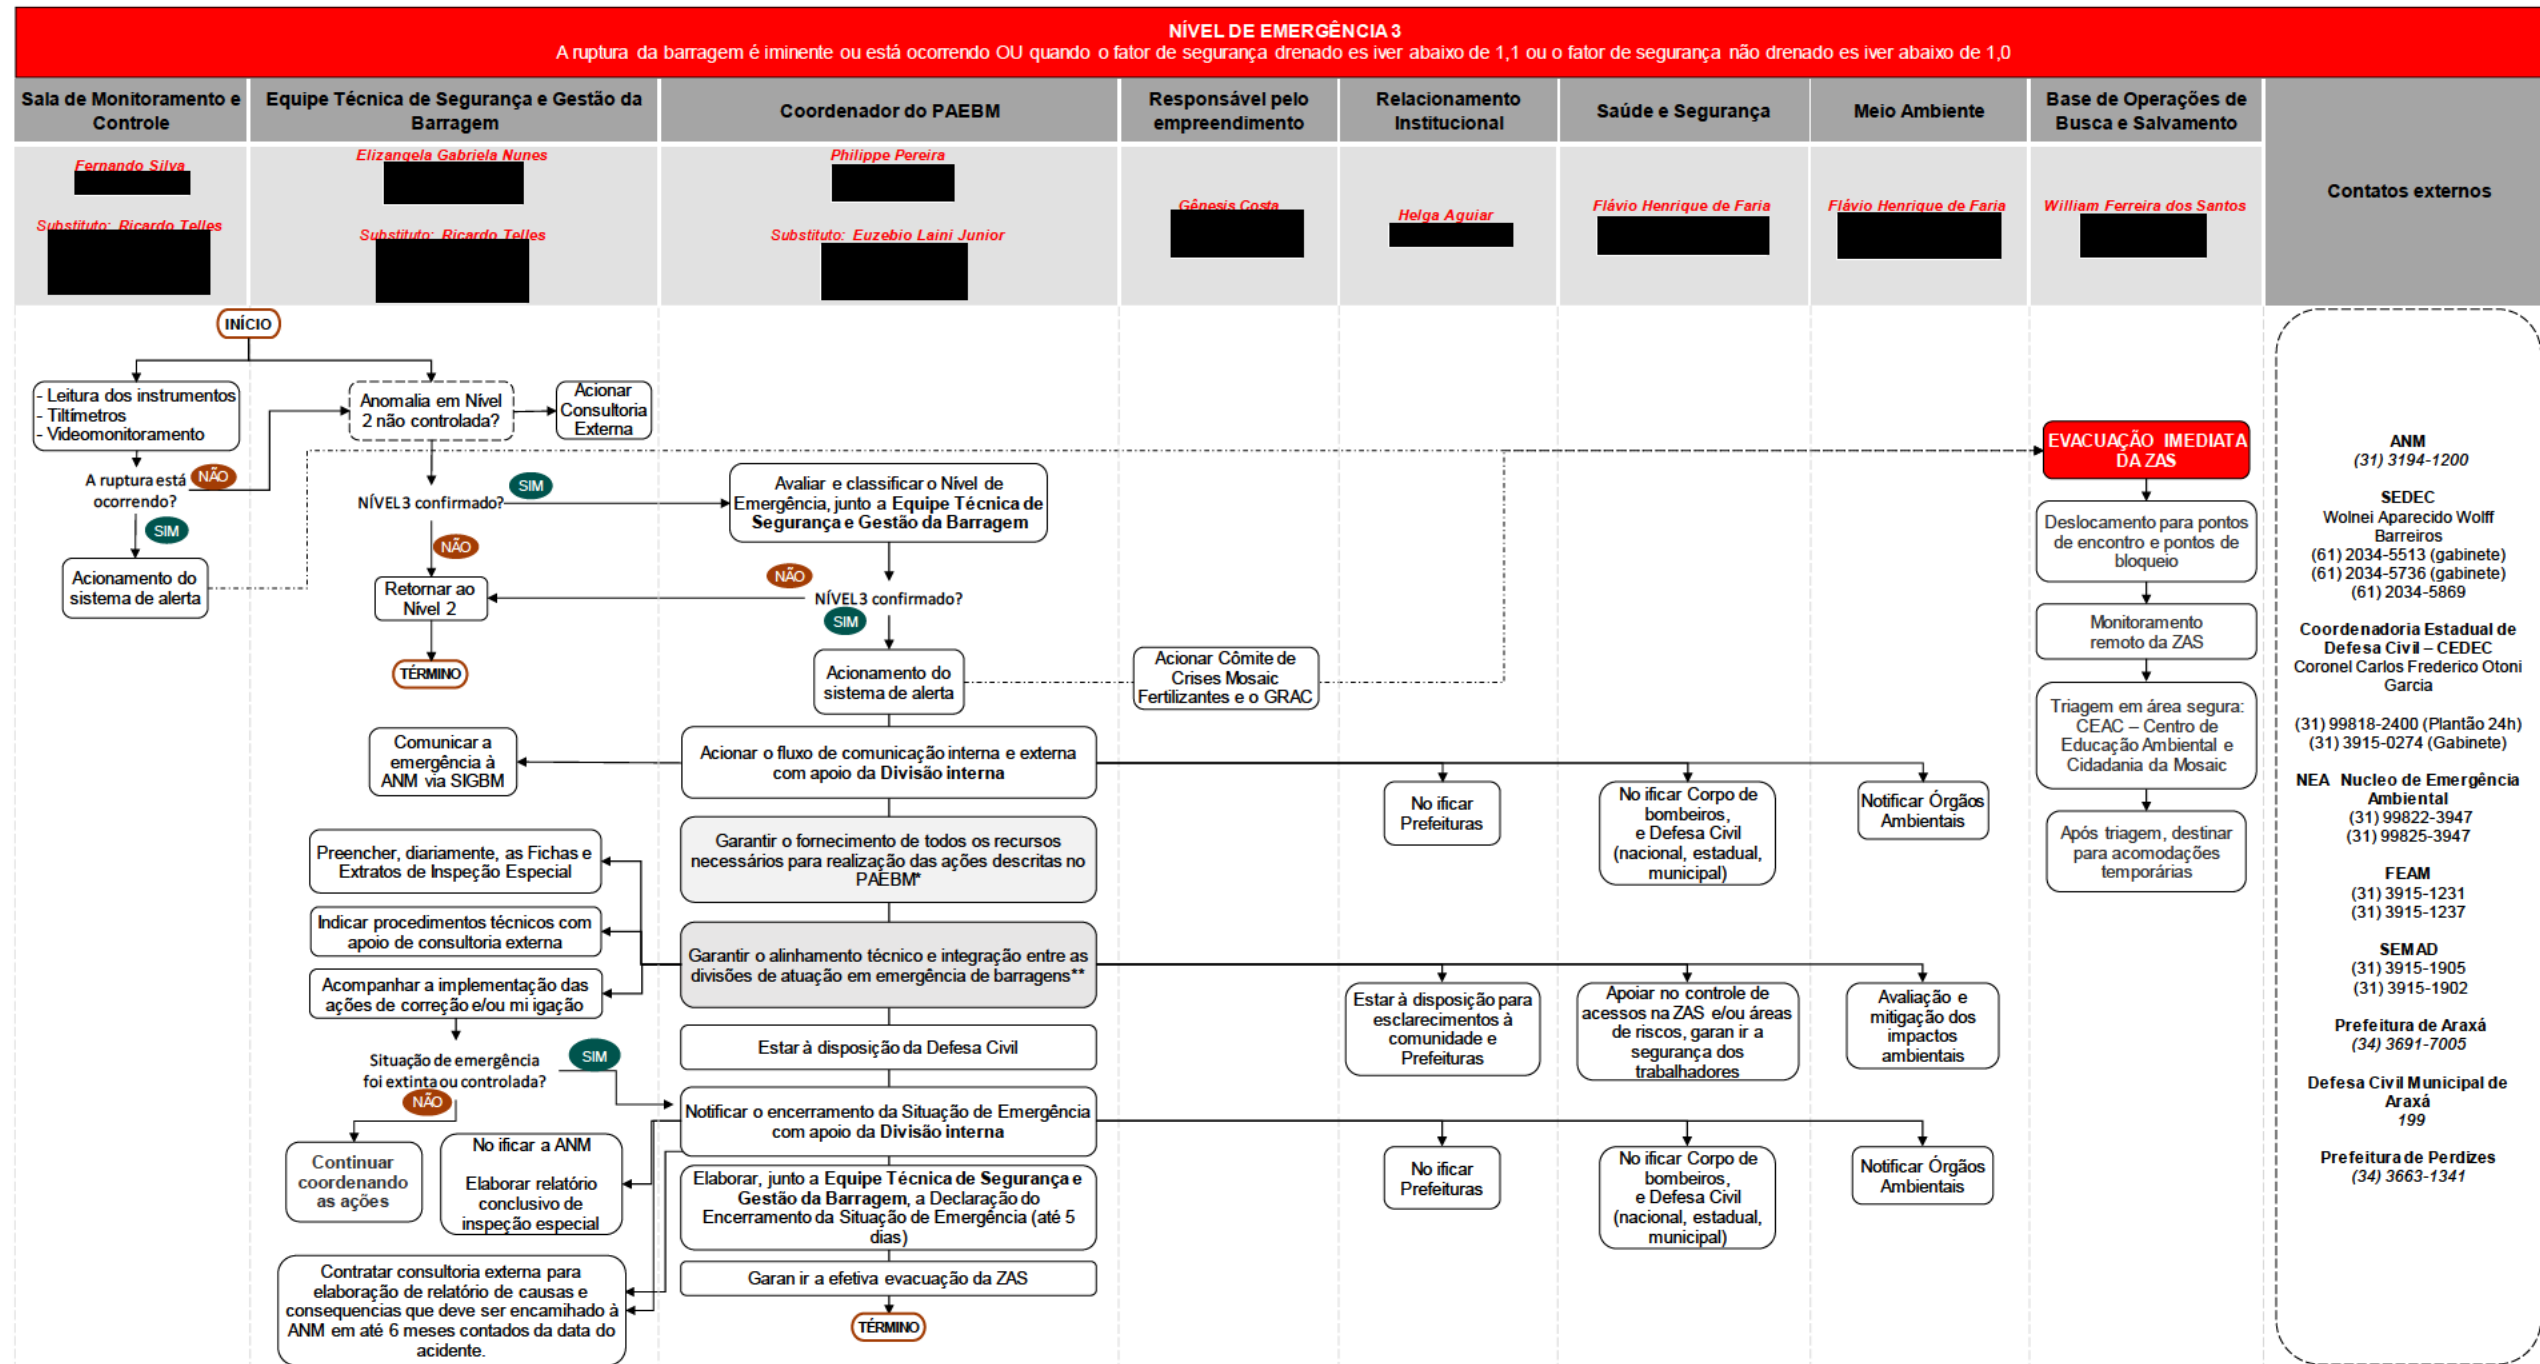 NÍVEL DE EMERGÊNCIA 3
A ruptura da barragem é iminente ou está ocorrendo OU quando o fator de segurança drenado es iver abaixo de 1,1 ou o fator de segurança não drenado es iver abaixo de 1,0
Sala de Monitoramento e
Controle
Equipe Técnica de Segurança e Gestão da
Barragem
Coordenador do PAEBM
Responsável pelo
empreendimento
Relacionamento
Institucional
Saúde e Segurança
Meio Ambiente
Base de Operações de
Busca e Salvamento
Contatos externos
Fernando Silva
Substituto: Ricardo Telles
Elizangela Gabriela Nunes
Substituto: Ricardo Telles
Philippe Pereira
Substituto: Euzebio Laini Junior
Gênesis Costa
Helga Aguiar
Flávio Henrique de Faria
Flávio Henrique de Faria
William Ferreira dos Santos
INÍCIO
- Leitura dos instrumentos
- Tiltímetros
- Videomonitoramento
A ruptura está
ocorrendo?
NÃO
SIM
Acionamento do
sistema de alerta
Anomalia em Nível
2 não controlada?
Acionar
Consultoria
Externa
NÍVEL 3 confirmado?
SIM
NÃO
Retornar ao
Nível 2
TÉRMINO
Avaliar e classificar o Nível de
Emergência, junto a Equipe Técnica de
Segurança e Gestão da Barragem
NÃO
NÍVEL 3 confirmado?
SIM
Acionamento do
sistema de alerta
Acionar Cômite de
Crises Mosaic
Fertilizantes e o GRAC
EVACUAÇÃO IMEDIATA
DA ZAS
Deslocamento para pontos
de encontro e pontos de
bloqueio
Monitoramento
remoto da ZAS
Triagem em área segura:
CEAC – Centro de
Educação Ambiental e
Cidadania da Mosaic
Após triagem, destinar
para acomodações
temporárias
Comunicar a
emergência à
ANM via SIGBM
Acionar o fluxo de comunicação interna e externa
com apoio da Divisão interna
No ificar
Prefeituras
No ificar Corpo de
bombeiros,
e Defesa Civil
(nacional, estadual,
municipal)
Notificar Órgãos
Ambientais
Garantir o fornecimento de todos os recursos
necessários para realização das ações descritas no
PAEBM*
Preencher, diariamente, as Fichas e
Extratos de Inspeção Especial
Indicar procedimentos técnicos com
apoio de consultoria externa
Acompanhar a implementação das
ações de correção e/ou mi igação
Garantir o alinhamento técnico e integração entre as
divisões de atuação em emergência de barragens**
Estar à disposição para
esclarecimentos à
comunidade e
Prefeituras
Apoiar no controle de
acessos na ZAS e/ou áreas
de riscos, garan ir a
segurança dos
trabalhadores
Avaliação e
mitigação dos
impactos
ambientais
Estar à disposição da Defesa Civil
Situação de emergência
foi extinta ou controlada?
SIM
NÃO
Continuar
coordenando
as ações
No ificar a ANM
Elaborar relatório
conclusivo de
inspeção especial
Notificar o encerramento da Situação de Emergência
com apoio da Divisão interna
No ificar
Prefeituras
No ificar Corpo de
bombeiros,
e Defesa Civil
(nacional, estadual,
municipal)
Notificar Órgãos
Ambientais
Elaborar, junto a Equipe Técnica de Segurança e
Gestão da Barragem, a Declaração do
Encerramento da Situação de Emergência (até 5
dias)
Contratar consultoria externa para
elaboração de relatório de causas e
consequencias que deve ser encamihado à
ANM em até 6 meses contados da data do
acidente.
Garan ir a efetiva evacuação da ZAS
TÉRMINO
ANM
(31) 3194-1200
SEDEC
Wolnei Aparecido Wolff
Barreiros
(61) 2034-5513 (gabinete)
(61) 2034-5736 (gabinete)
(61) 2034-5869
Coordenadoria Estadual de
Defesa Civil – CEDEC
Coronel Carlos Frederico Otoni
Garcia
(31) 99818-2400 (Plantão 24h)
(31) 3915-0274 (Gabinete)
NEA Nucleo de Emergência
Ambiental
(31) 99822-3947
(31) 99825-3947
FEAM
(31) 3915-1231
(31) 3915-1237
SEMAD
(31) 3915-1905
(31) 3915-1902
Prefeitura de Araxá
(34) 3691-7005
Defesa Civil Municipal de
Araxá
199
Prefeitura de Perdizes
(34) 3663-1341